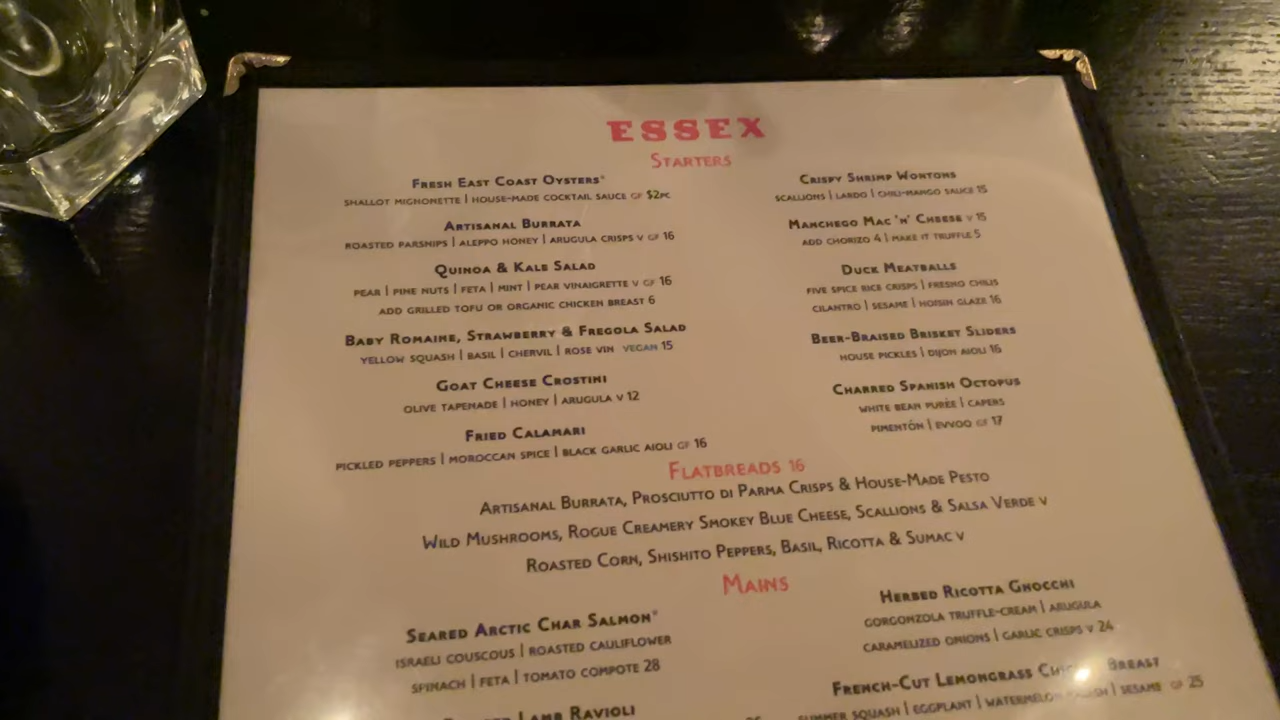 ESSEX
STARTERS
FRESH EAST COAST OYSTERS*
SHALLOT MIGNONETTE | HOUSE-MADE COCKTAIL SAUCE GF $2PC
ARTISANAL BURRATA
ROASTED PARSNIPS | ALEPPO HONEY | ARUGULA CRISPS V GF 16
QUINOA & KALE SALAD
PEAR | PINE NUTS | FETA | MINT | PEAR VINAIGRETTE V GF 16
ADD GRILLED TOFU OR ORGANIC CHICKEN BREAST 6
BABY ROMAINE, STRAWBERRY & FREGOLA SALAD
YELLOW SQUASH | BASIL | CHERVIL | ROSE VIN VEGAN 15
GOAT CHEESE CROSTINI
OLIVE TAPENADE | HONEY | ARUGULA V 12
FRIED CALAMARI
PICKLED PEPPERS | MOROCCAN SPICE | BLACK GARLIC AIOLI GF 16
CRISPY SHRIMP WONTONS
SCALLIONS | LARDO | CHILI-MANGO SAUCE 15
MANCHEGO MAC 'N' CHEESE V 15
ADD CHORIZO 4 | MAKE IT TRUFFLE 5
DUCK MEATBALLS
FIVE SPICE RICE CRISPS | FRESNO CHILIS
CILANTRO | SESAME | HOISIN GLAZE 16
BEER-BRAISED BRISKET SLIDERS
HOUSE PICKLES | DIJON AIOLI 16
CHARRED SPANISH OCTOPUS
WHITE BEAN PURÉE | CAPERS
PIMENTÓN | EVVOO GF 17
FLATBREADS 16
ARTISANAL BURRATA, PROSCIUTTO DI PARMA CRISPS & HOUSE-MADE PESTO
WILD MUSHROOMS, ROGUE CREAMERY SMOKEY BLUE CHEESE, SCALLIONS & SALSA VERDE V
ROASTED CORN, SHISHITO PEPPERS, BASIL, RICOTTA & SUMAC V
MAINS
SEARED ARCTIC CHAR SALMON*
ISRAELI COUSCOUS | ROASTED CAULIFLOWER
SPINACH | FETA | TOMATO COMPOTE 28
LAMB RAVIOLI
HERBED RICOTTA GNOCCHI
GORGONZOLA TRUFFLE-CREAM | ARUGULA
CARAMELIZED ONIONS | GARLIC CRISPS V 24
FRENCH-CUT LEMONGRASS BREAST
SUMMER SQUASH | EGGPLANT | SESAME GF 25